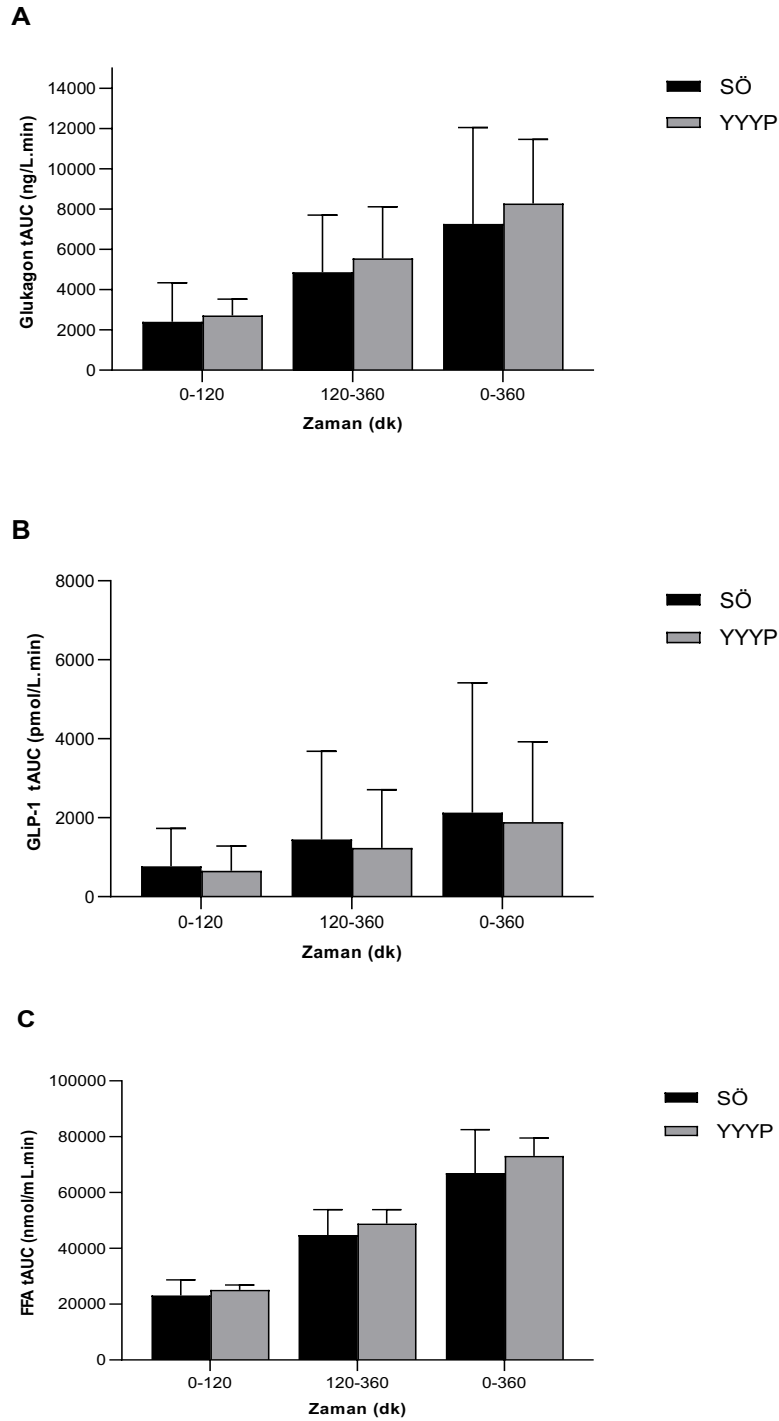 A
Glukagon tAUC (ng/L.min)
14000
12000
10000
8000
6000
4000
2000
0
0-120
120-360
0-360
Zaman (dk)
SÖ
YYYP
B
GLP-1 tAUC (pmol/L.min)
8000
6000
4000
2000
0
0-120
120-360
0-360
Zaman (dk)
SÖ
YYYP
C
FFA tAUC (nmol/mL.min)
100000
80000
60000
40000
20000
0
0-120
120-360
0-360
Zaman (dk)
SÖ
YYYP